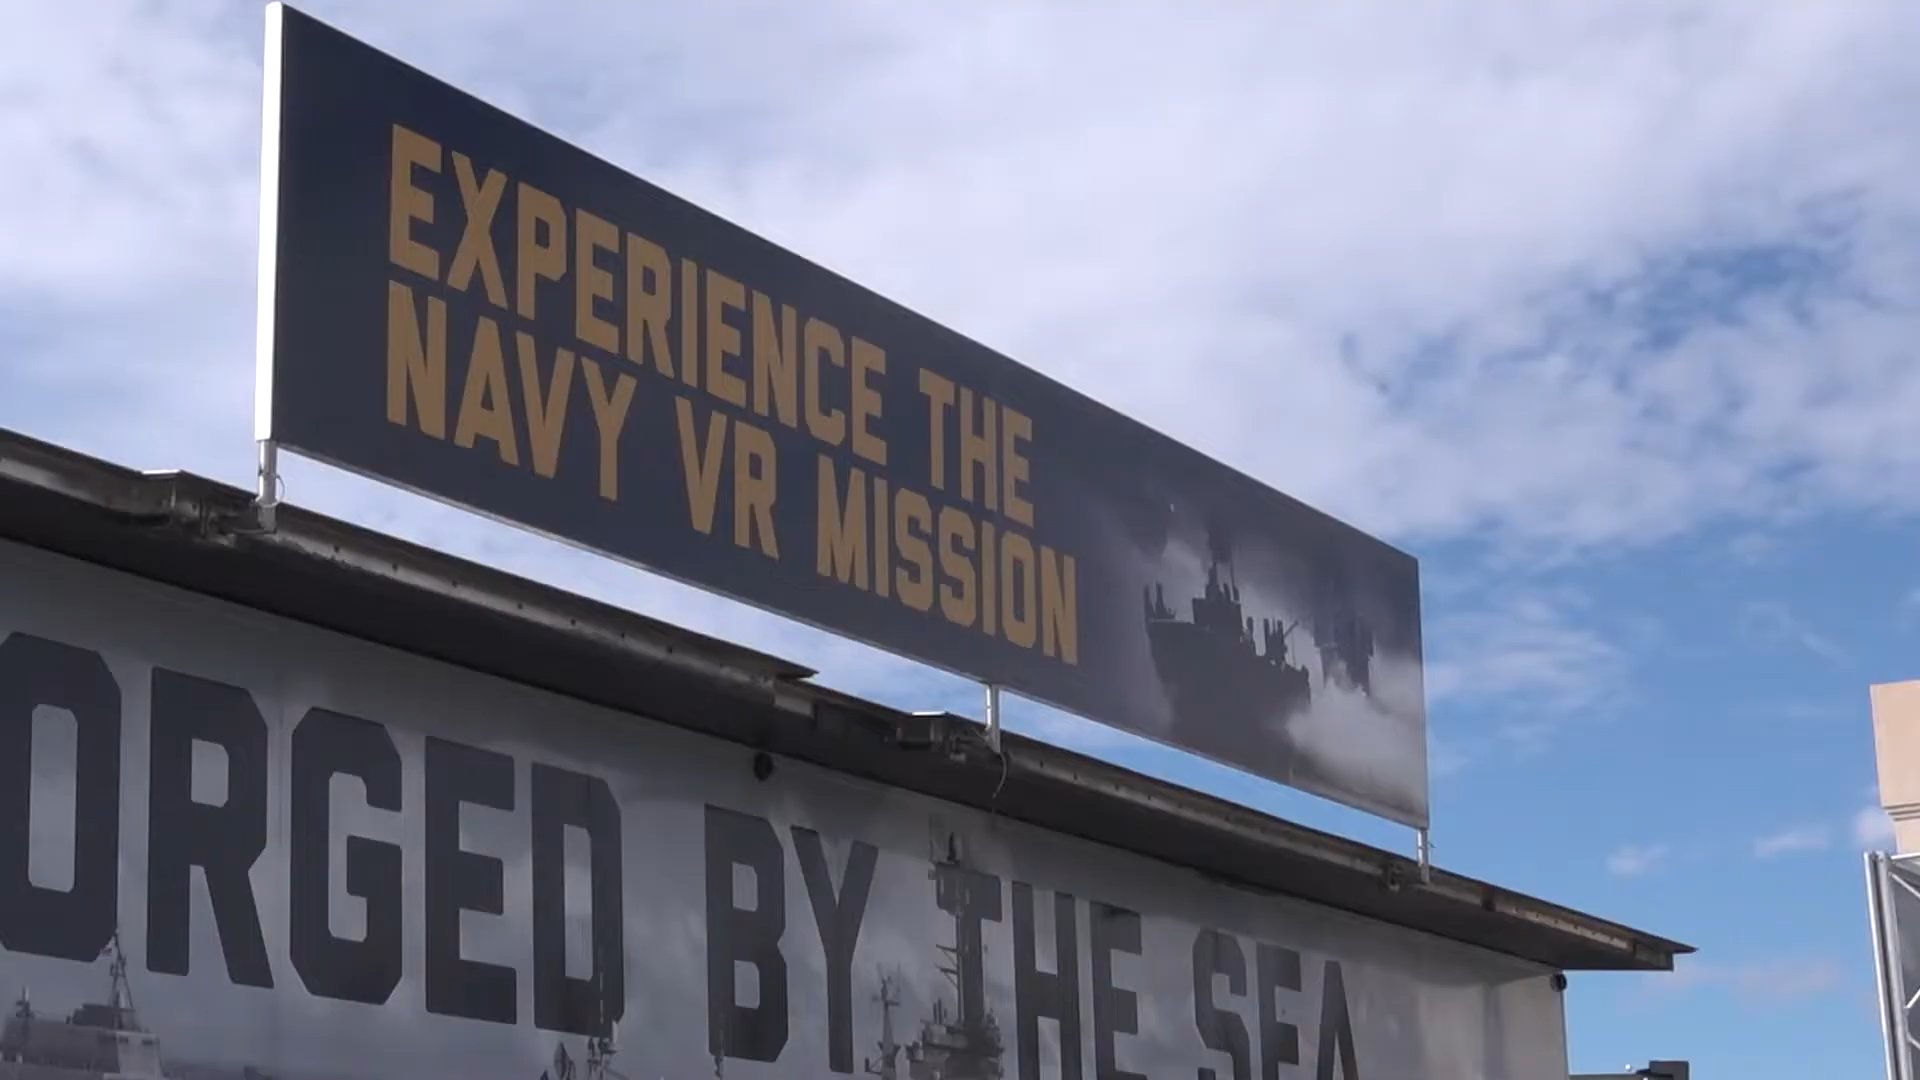 EXPERIENCE THE
NAVY VR MISSION
ORGED BY THE SEA